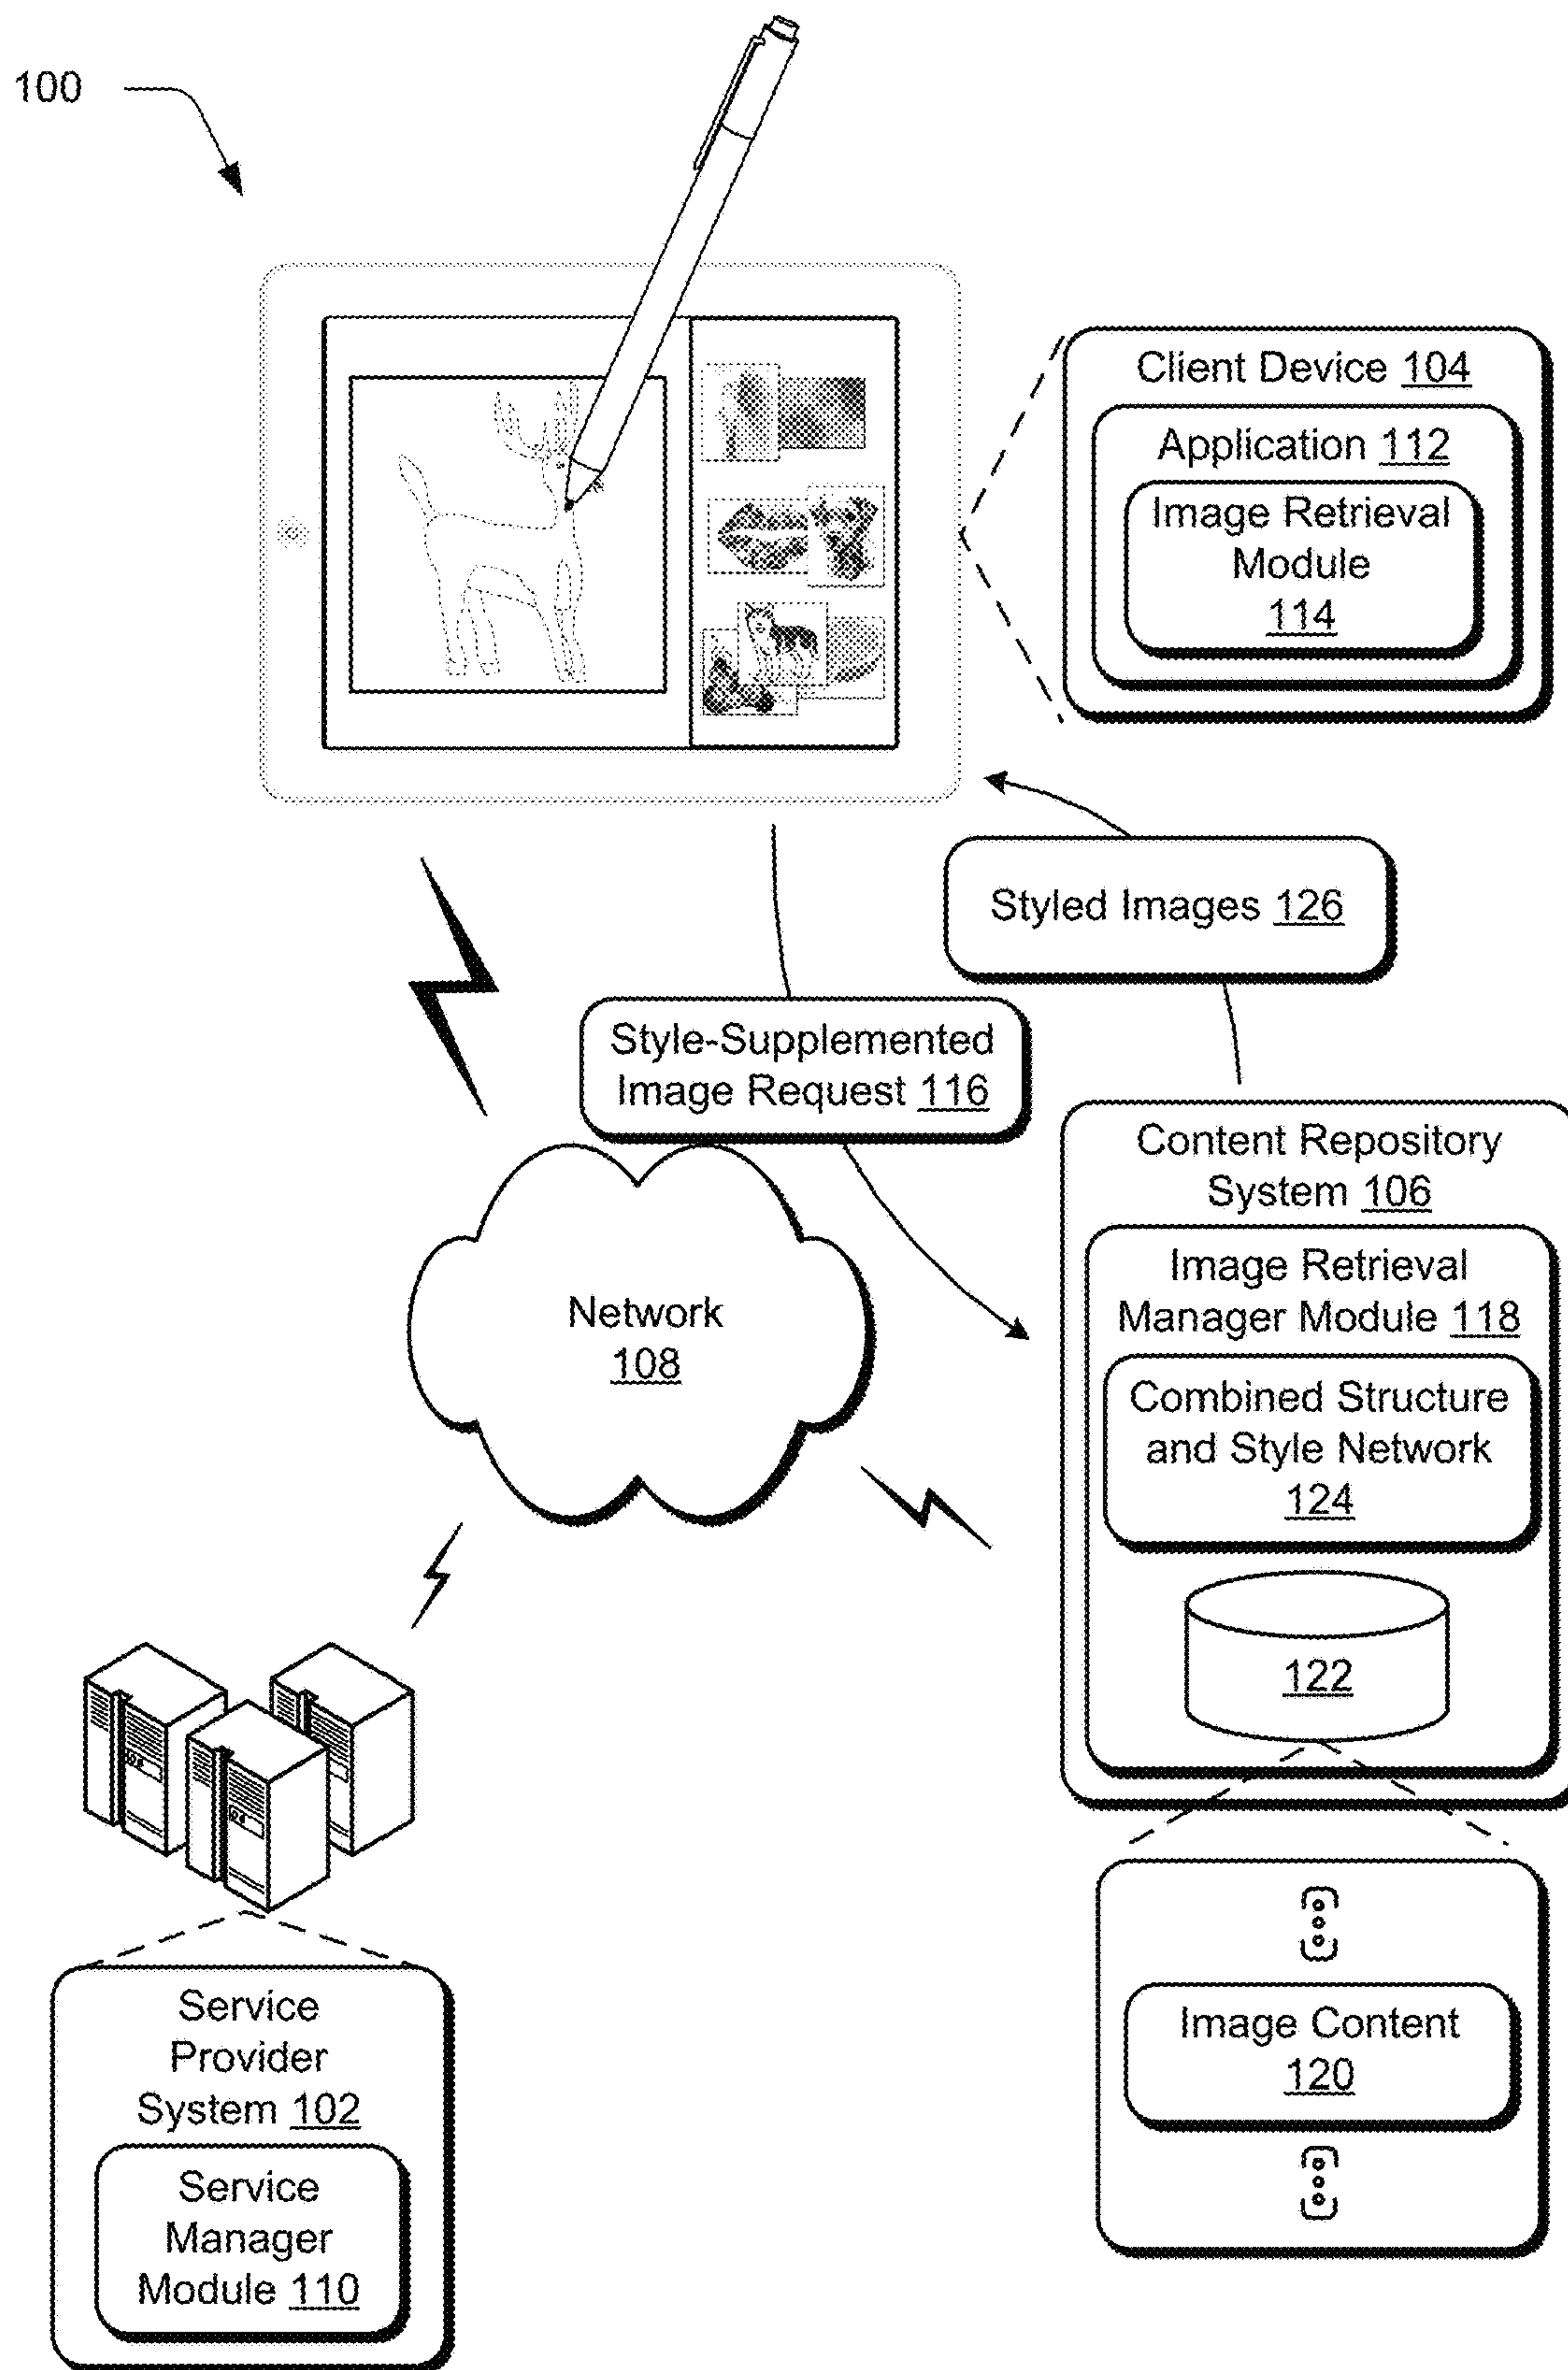 100
Client Device 104
Application 112
Image Retrieval
Module
114
Styled Images 126
Style-Supplemented
Image Request 116
Content Repository
System 106
Image Retrieval
Manager Module 118
Combined Structure
and Style Network
124
122
Network
108
Service
Provider
System 102
Service
Manager
Module 110
Image Content
120